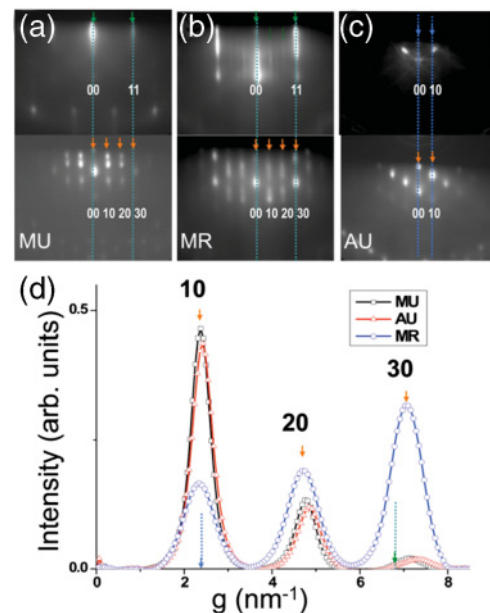 (a)
(b)
(c)
00 11
00 11
00 10
00 10 20 30
00 10 20 30
00 10
MU
MR
AU
(d)
10
20
30
MU
AU
MR
0.5
0.0
0 2 4 6 8
Intensity (arb. units)
g (nm⁻¹)